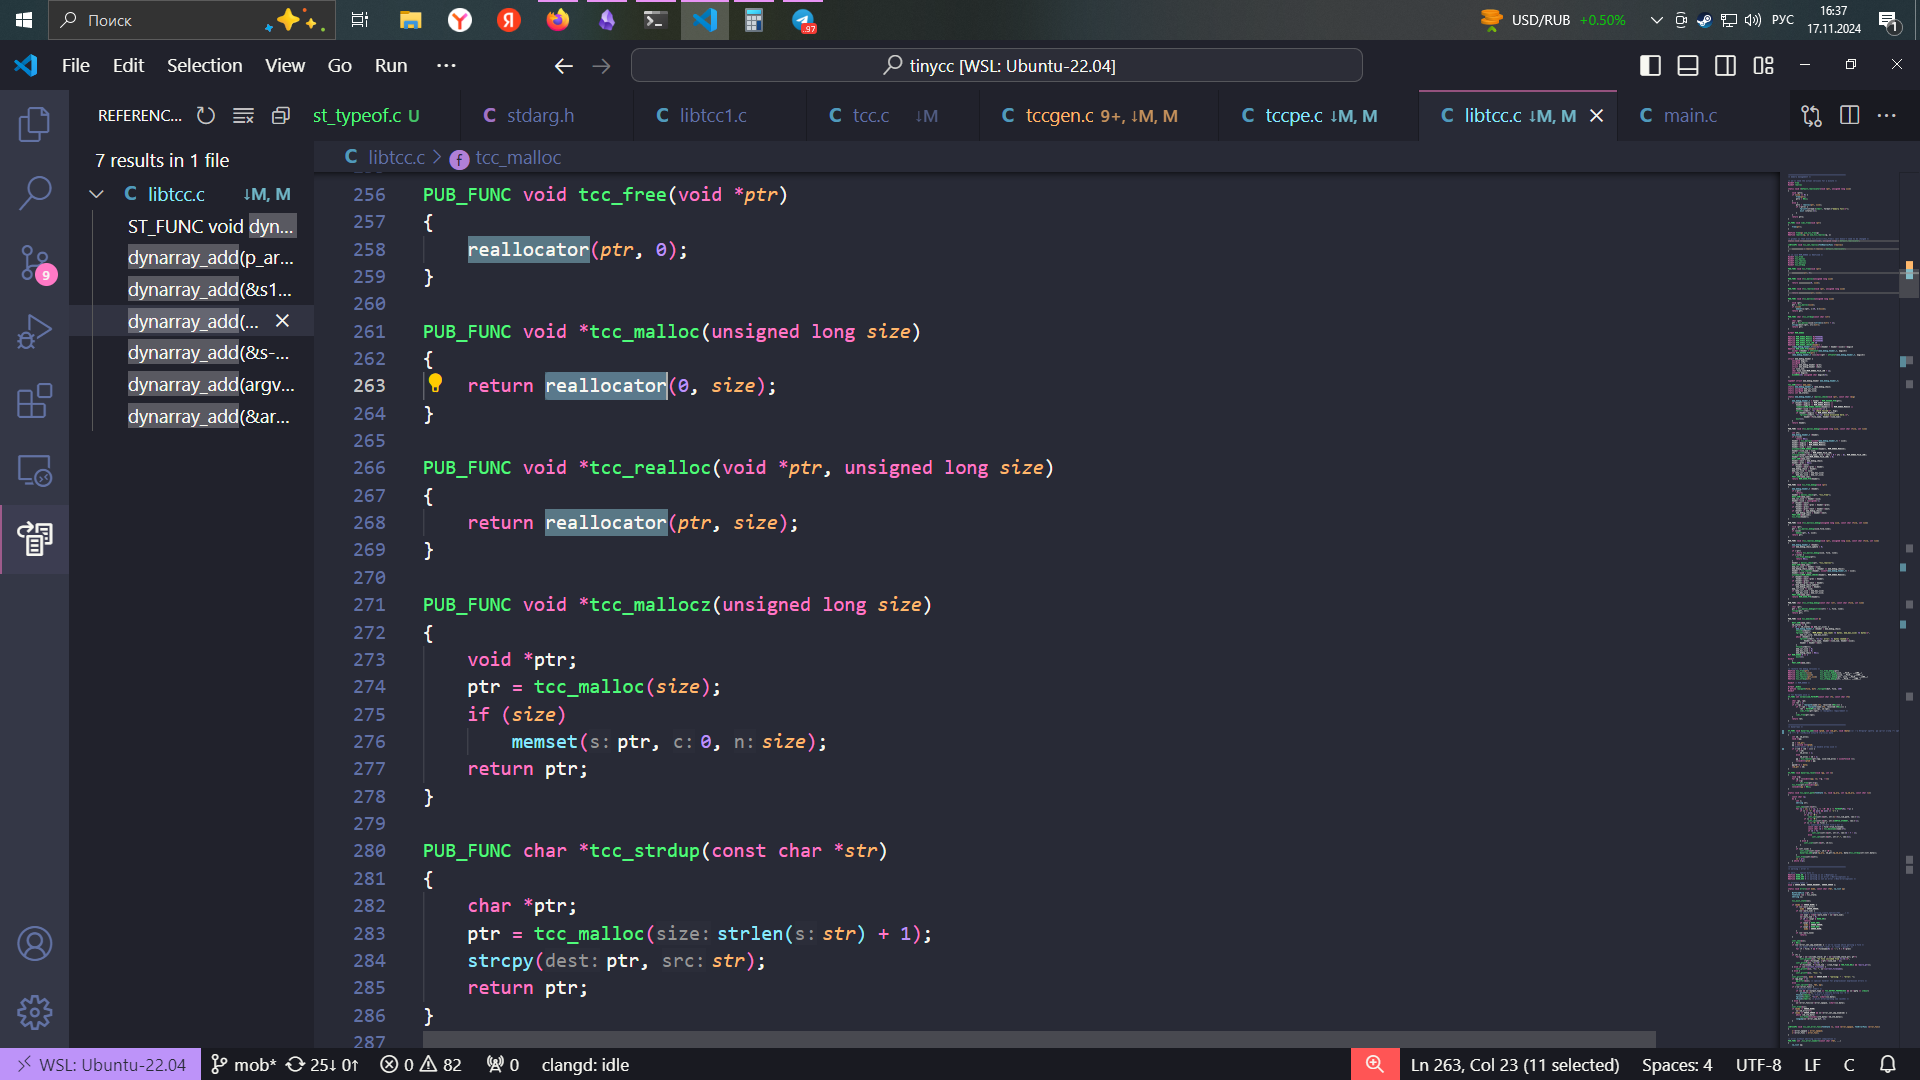 Поиск
97
USD/RUB +0.50%
РУС
16:37
17.11.2024
1
File Edit Selection View Go Run ···
tinycc [WSL: Ubuntu-22.04]
REFERENC...
st_typeof.c U
C stdarg.h
C libtcc1.c
C tcc.c ↓M
C tccgen.c 9+, ↓M, M
C tccpe.c ↓M, M
C libtcc.c ↓M, M
C main.c
7 results in 1 file
C libtcc.c ↓M, M
ST_FUNC void dyn...
dynarray_add(p_ar...
dynarray_add(&s1...
dynarray_add(...
dynarray_add(&s-...
dynarray_add(argv...
dynarray_add(&ar...
9
C libtcc.c > f tcc_malloc
256 PUB_FUNC void tcc_free(void *ptr)
257 {
258 reallocator(ptr, 0);
259 }
260
261 PUB_FUNC void *tcc_malloc(unsigned long size)
262 {
263 return reallocator(0, size);
264 }
265
266 PUB_FUNC void *tcc_realloc(void *ptr, unsigned long size)
267 {
268 return reallocator(ptr, size);
269 }
270
271 PUB_FUNC void *tcc_mallocz(unsigned long size)
272 {
273 void *ptr;
274 ptr = tcc_malloc(size);
275 if (size)
276 memset(s: ptr, c: 0, n: size);
277 return ptr;
278 }
279
280 PUB_FUNC char *tcc_strdup(const char *str)
281 {
282 char *ptr;
283 ptr = tcc_malloc(size: strlen(s: str) + 1);
284 strcpy(dest: ptr, src: str);
285 return ptr;
286 }
287
WSL: Ubuntu-22.04 mob* 25↓ 0↑ 0 82 0 clangd: idle
Ln 263, Col 23 (11 selected) Spaces: 4 UTF-8 LF C